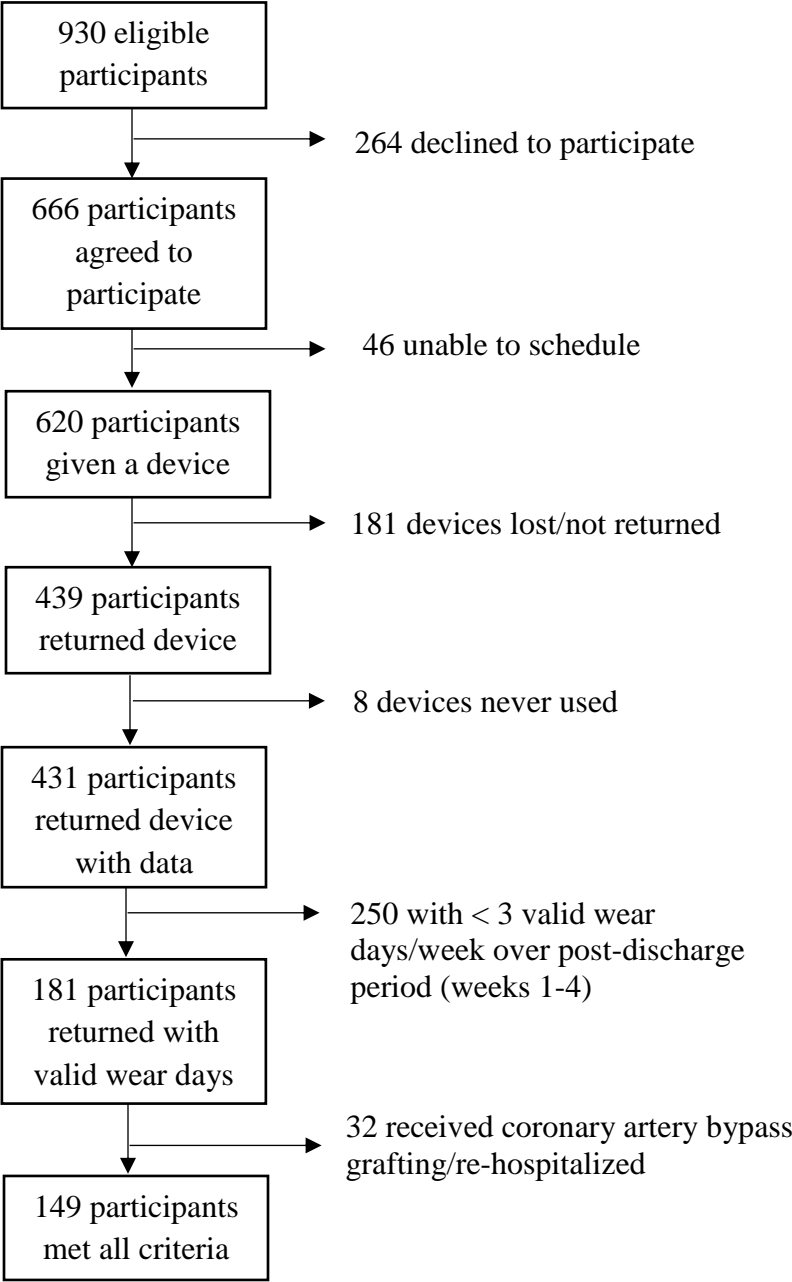 930 eligible
participants
264 declined to participate
666 participants
agreed to
participate
46 unable to schedule
620 participants
given a device
181 devices lost/not returned
439 participants
returned device
8 devices never used
431 participants
returned device
with data
250 with < 3 valid wear
days/week over post-discharge
period (weeks 1-4)
181 participants
returned with
valid wear days
32 received coronary artery bypass
grafting/re-hospitalized
149 participants
met all criteria